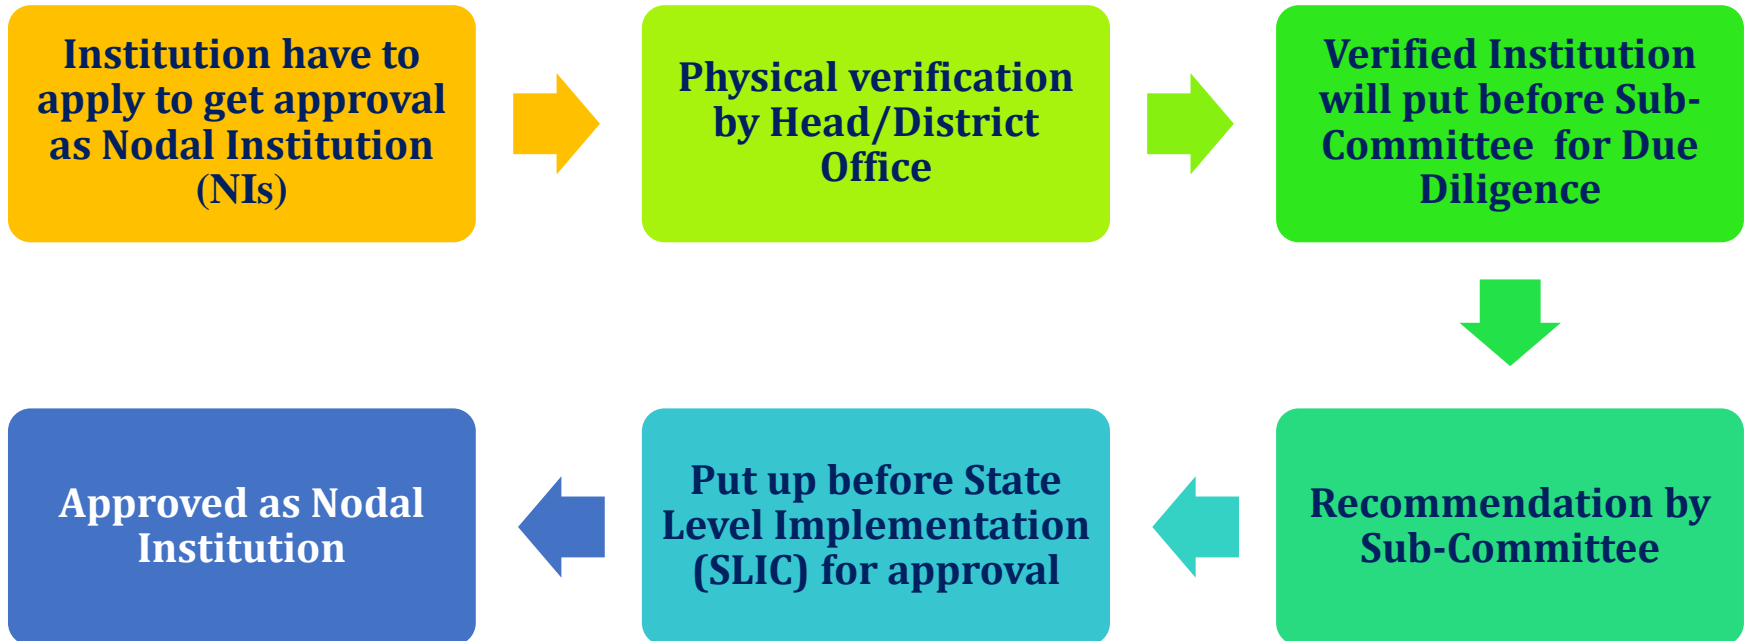 Institution have to
apply to get approval
as Nodal Institution
(NIs)
Physical verification
by Head/District
Office
Verified Institution
will put before Sub-
Committee for Due
Diligence
Recommendation by
Sub-Committee
Put up before State
Level Implementation
(SLIC) for approval
Approved as Nodal
Institution